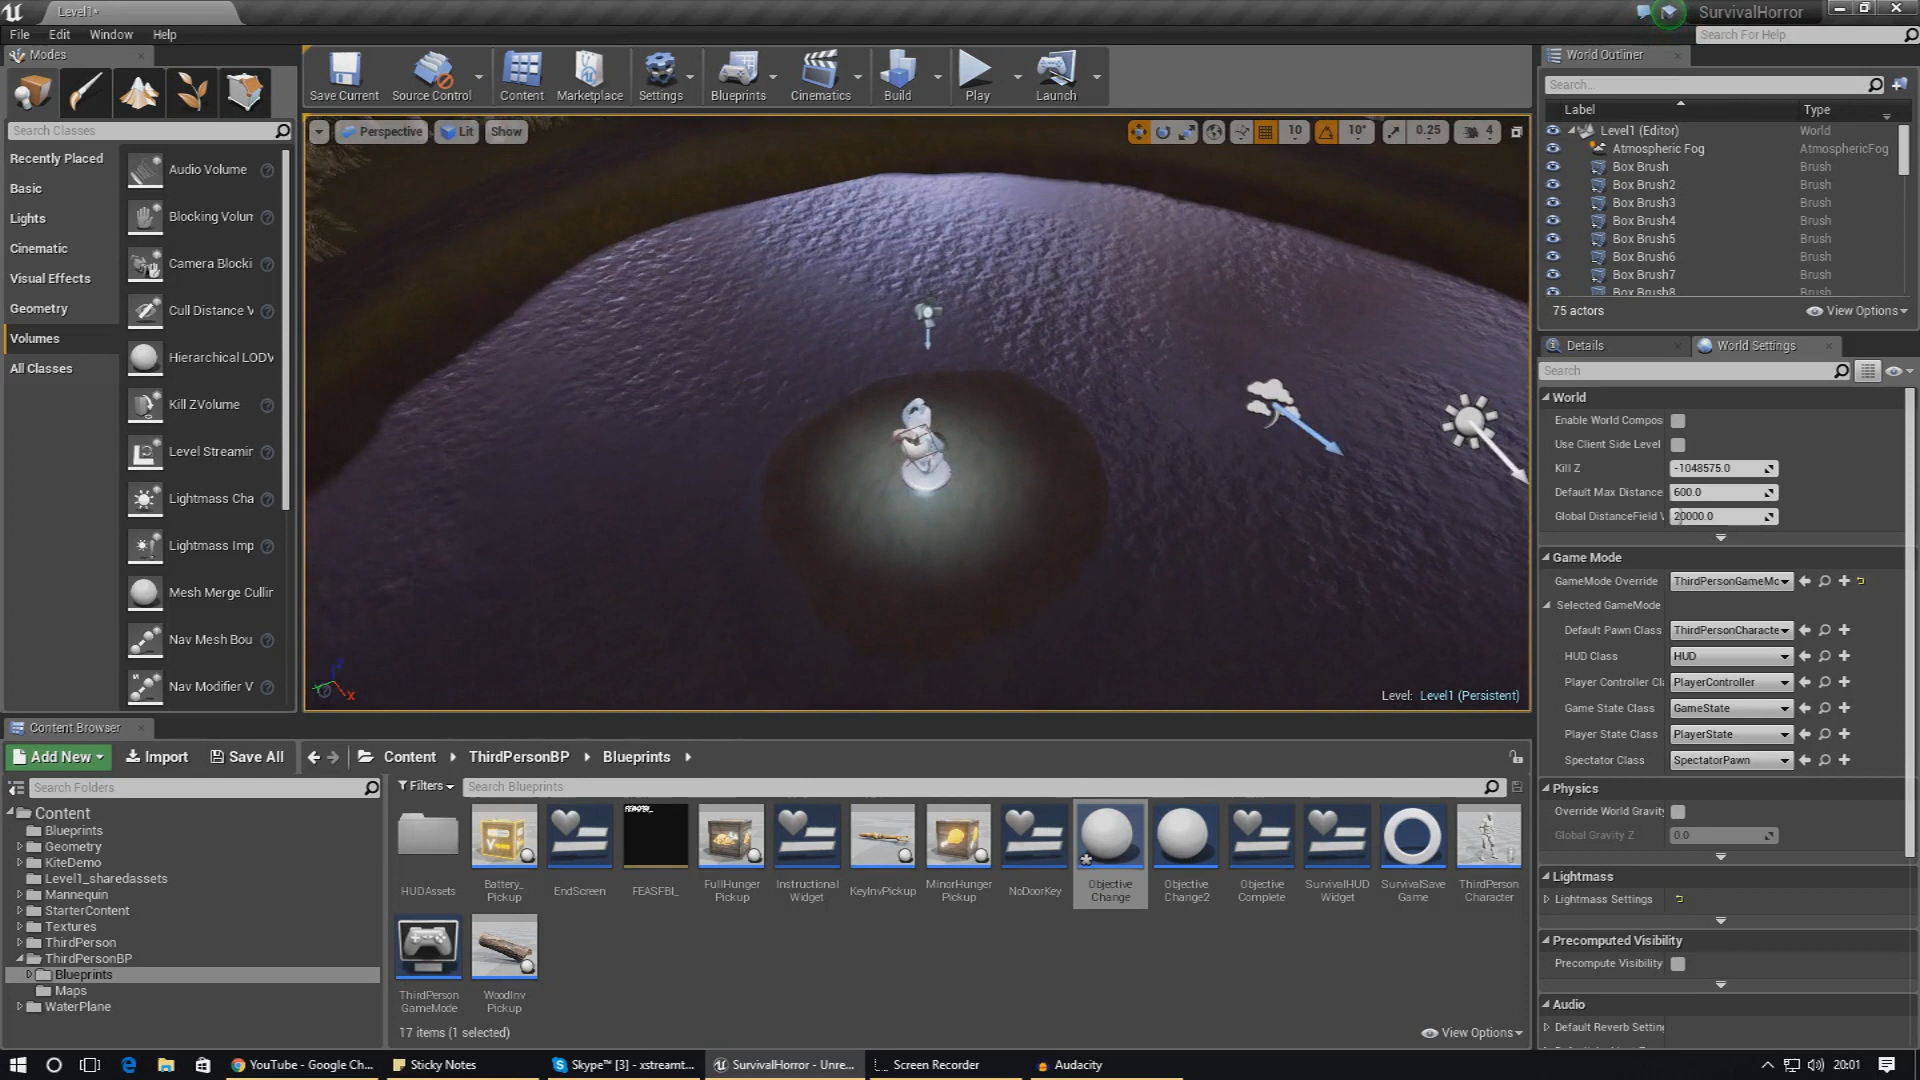 Level1*
SurvivalHorror
File Edit Window Help
Search For Help
Modes
Save Current Source Control Content Marketplace Settings Blueprints Cinematics Build Play Launch
World Outliner
Search...
Label Type
Search Classes
Perspective Lit Show
10 10° 0.25 4
Level1 (Editor) World
Atmospheric Fog AtmosphericFog
Box Brush Brush
Box Brush2 Brush
Box Brush3 Brush
Box Brush4 Brush
Box Brush5 Brush
Box Brush6 Brush
Box Brush7 Brush
Box Brush8 Brush
75 actors View Options
Recently Placed
Basic
Lights
Cinematic
Visual Effects
Geometry
Volumes
All Classes
Audio Volume
Blocking Volum
Camera Blocki
Cull Distance V
Hierarchical LODV
Kill ZVolume
Level Streamin
Lightmass Cha
Lightmass Imp
Mesh Merge Cullin
Nav Mesh Bou
Nav Modifier V
X
Level: Level1 (Persistent)
Details World Settings
Search
World
Enable World Compos
Use Client Side Level
Kill Z -1048575.0
Default Max Distance 600.0
Global DistanceField V 20000.0
Game Mode
GameMode Override ThirdPersonGameMo
Selected GameMode
Default Pawn Class ThirdPersonCharacte
HUD Class HUD
Player Controller Cla PlayerController
Game State Class GameState
Player State Class PlayerState
Spectator Class SpectatorPawn
Physics
Override World Gravity
Global Gravity Z 0.0
Lightmass
Lightmass Settings
Precomputed Visibility
Precompute Visibility
Audio
Default Reverb Setting
Content Browser
Add New Import Save All Content ThirdPersonBP Blueprints
Search Folders
Filters Search Blueprints
Content
Blueprints
Geometry
KiteDemo
Level1_sharedassets
Mannequin
StarterContent
Textures
ThirdPerson
ThirdPersonBP
Blueprints
Maps
WaterPlane
FEASFBI_
HUDAssets
Battery_
Pickup
EndScreen
FEASFBI_
FullHunger
Pickup
Instructional
Widget
KeyInvPickup
MinorHunger
Pickup
NoDoorKey
Objective
Change
Objective
Change2
Objective
Complete
SurvivalHUD
Widget
SurvivalSave
Game
ThirdPerson
Character
ThirdPerson
GameMode
WoodInv
Pickup
17 items (1 selected) View Options
YouTube - Google Ch... Sticky Notes Skype™ [3] - xstreamt... SurvivalHorror - Unre... Screen Recorder Audacity 20:01